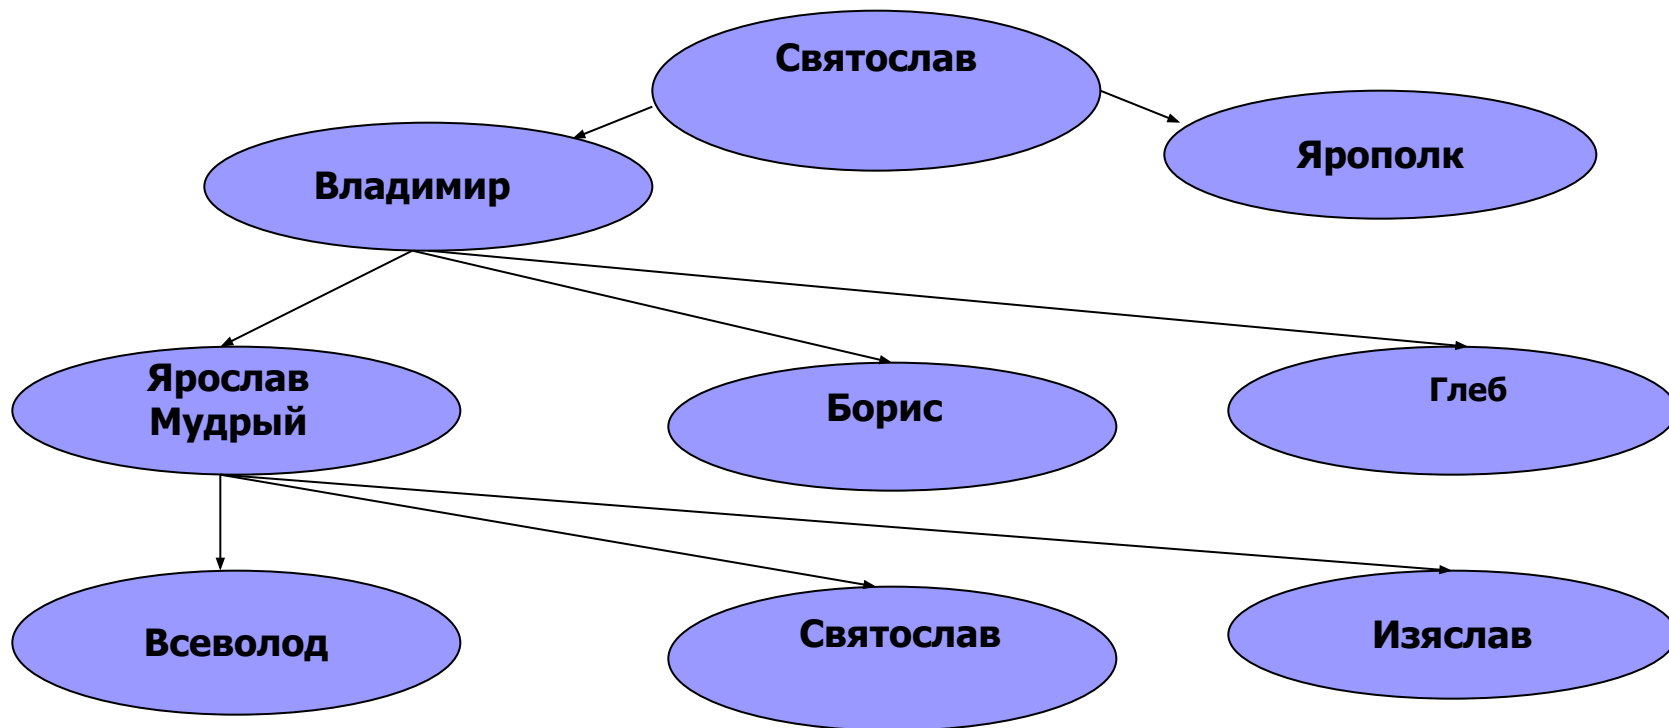 Святослав
Ярополк
Владимир
Ярослав
Мудрый
Борис
Глеб
Всеволод
Святослав
Изяслав